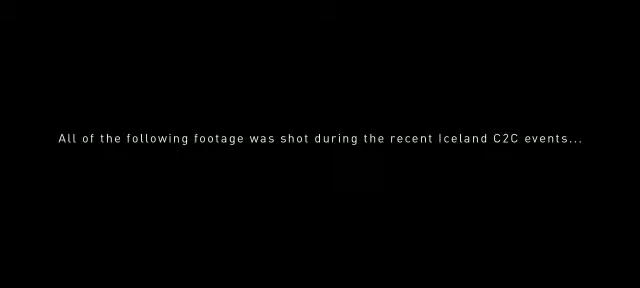 All of the following footage was shot during the recent Iceland C2C events...